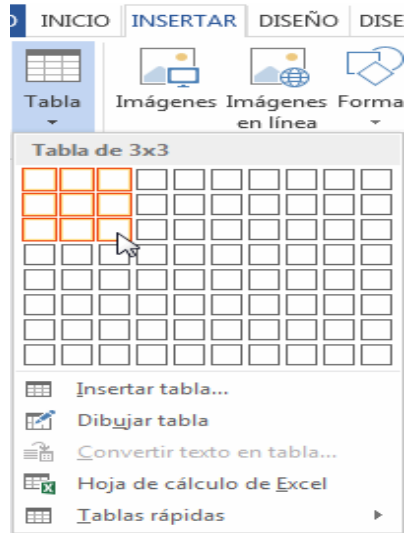 INICIO INSERTAR DISEÑO DISE
Tabla Imágenes Imágenes Forma
en línea
Tabla de 3x3
Insertar tabla...
Dibujar tabla
Convertir texto en tabla...
Hoja de cálculo de Excel
Tablas rápidas